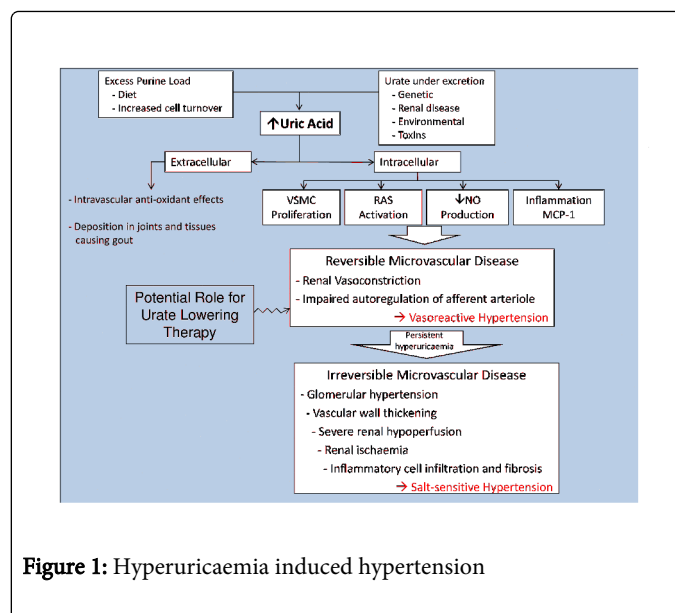 Excess Purine Load
- Diet
- Increased cell turnover
Urate under excretion
- Genetic
- Renal disease
- Environmental
- Toxlns
↑Uric Acid
Extracellular
Intracellular
- Intravascular anti-oxidant effects
- Deposition in joints and tissues
causing gout
VSMC
Proliferation
RAS
Activation
↓NO
Production
Inflammation
MCP-1
Reversible Microvascular Disease
- Renal Vasoconstriction
- Impaired autoregulation of afferent arteriole
→ Vasoreactive Hypertension
Potential Role for
Urate Lowering
Therapy
Persistent
hyperuricaemia
Irreversible Microvascular Disease
- Glomerular hypertension
- Vascular wall thickening
- Severe renal hypoperfusion
- Renal ischaemia
- Inflammatory cell infiltration and fibrosis
→ Salt-sensitive Hypertension
Figure 1: Hyperuricaemia induced hypertension